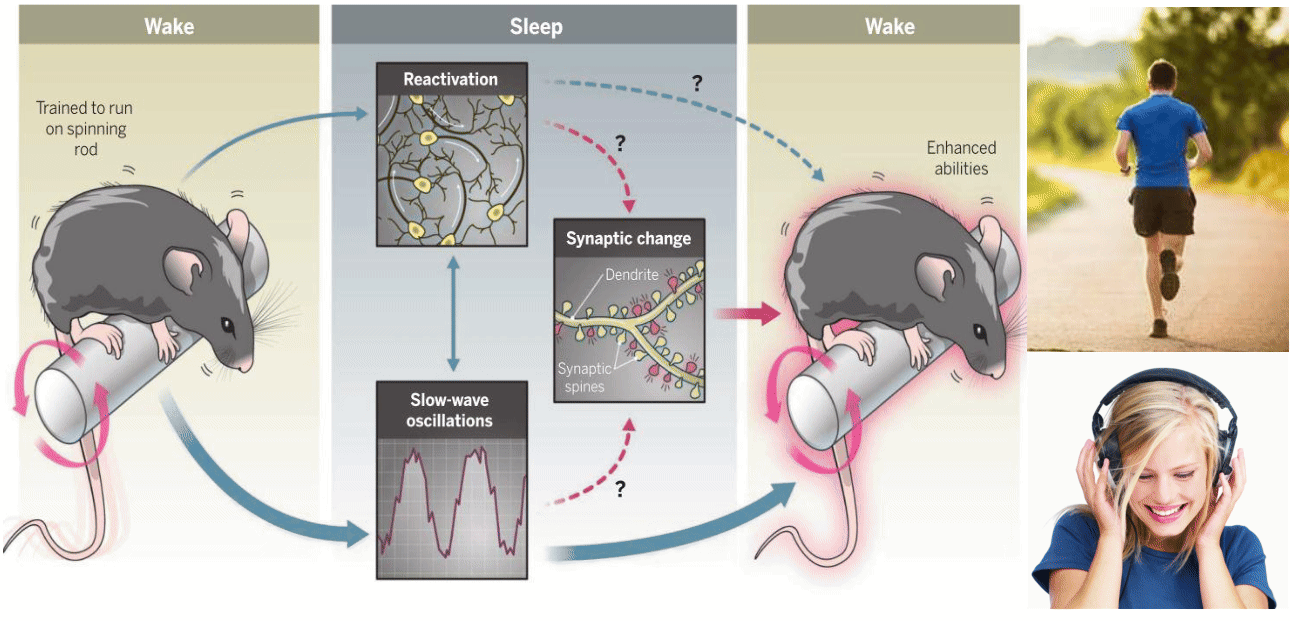 Wake
Sleep
Wake
Trained to run
on spinning
rod
Reactivation
?
?
Enhanced
abilities
Synaptic change
Dendrite
Synaptic
spines
Slow-wave
oscillations
?